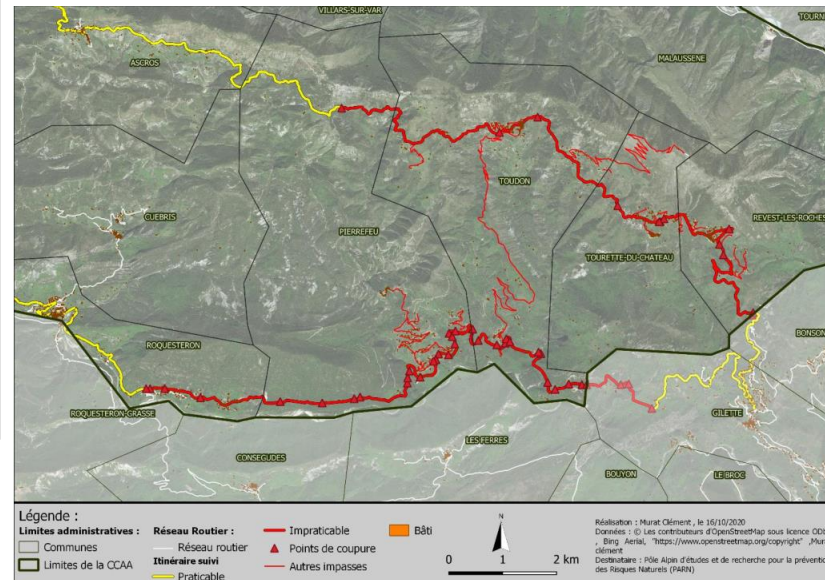 VILLARS-SUR-VAR
TOURN
ASCROS
MALAUSSENE
TOUDON
CUEBRIS
REVEST-LES-ROCHES
PIERREFEU
TOURETTE-DU-CHATEAU
BONSON
ROQUESTERON
ROQUESTERON-GRASSE
GILETTE
LES FERRES
CONSEGUDES
BOUYON
LE BROC
Légende :
Limites administratives :
Communes
Limites de la CCAA
Réseau Routier :
Réseau routier
Itinéraire suivi
Praticable
Impraticable
Points de coupure
Autres impasses
Bâti
N
0 1 2 km
Réalisation : Murat Clément , le 16/10/2020
Données : © Les contributeurs d'OpenStreetMap sous licence ODb
, Bing Aerial, "https://www.openstreetmap.org/copyright" ,Mur
clément
Destinataire : Pôle Alpin d'études et de recherche pour la préventio
des Risques Naturels (PARN)